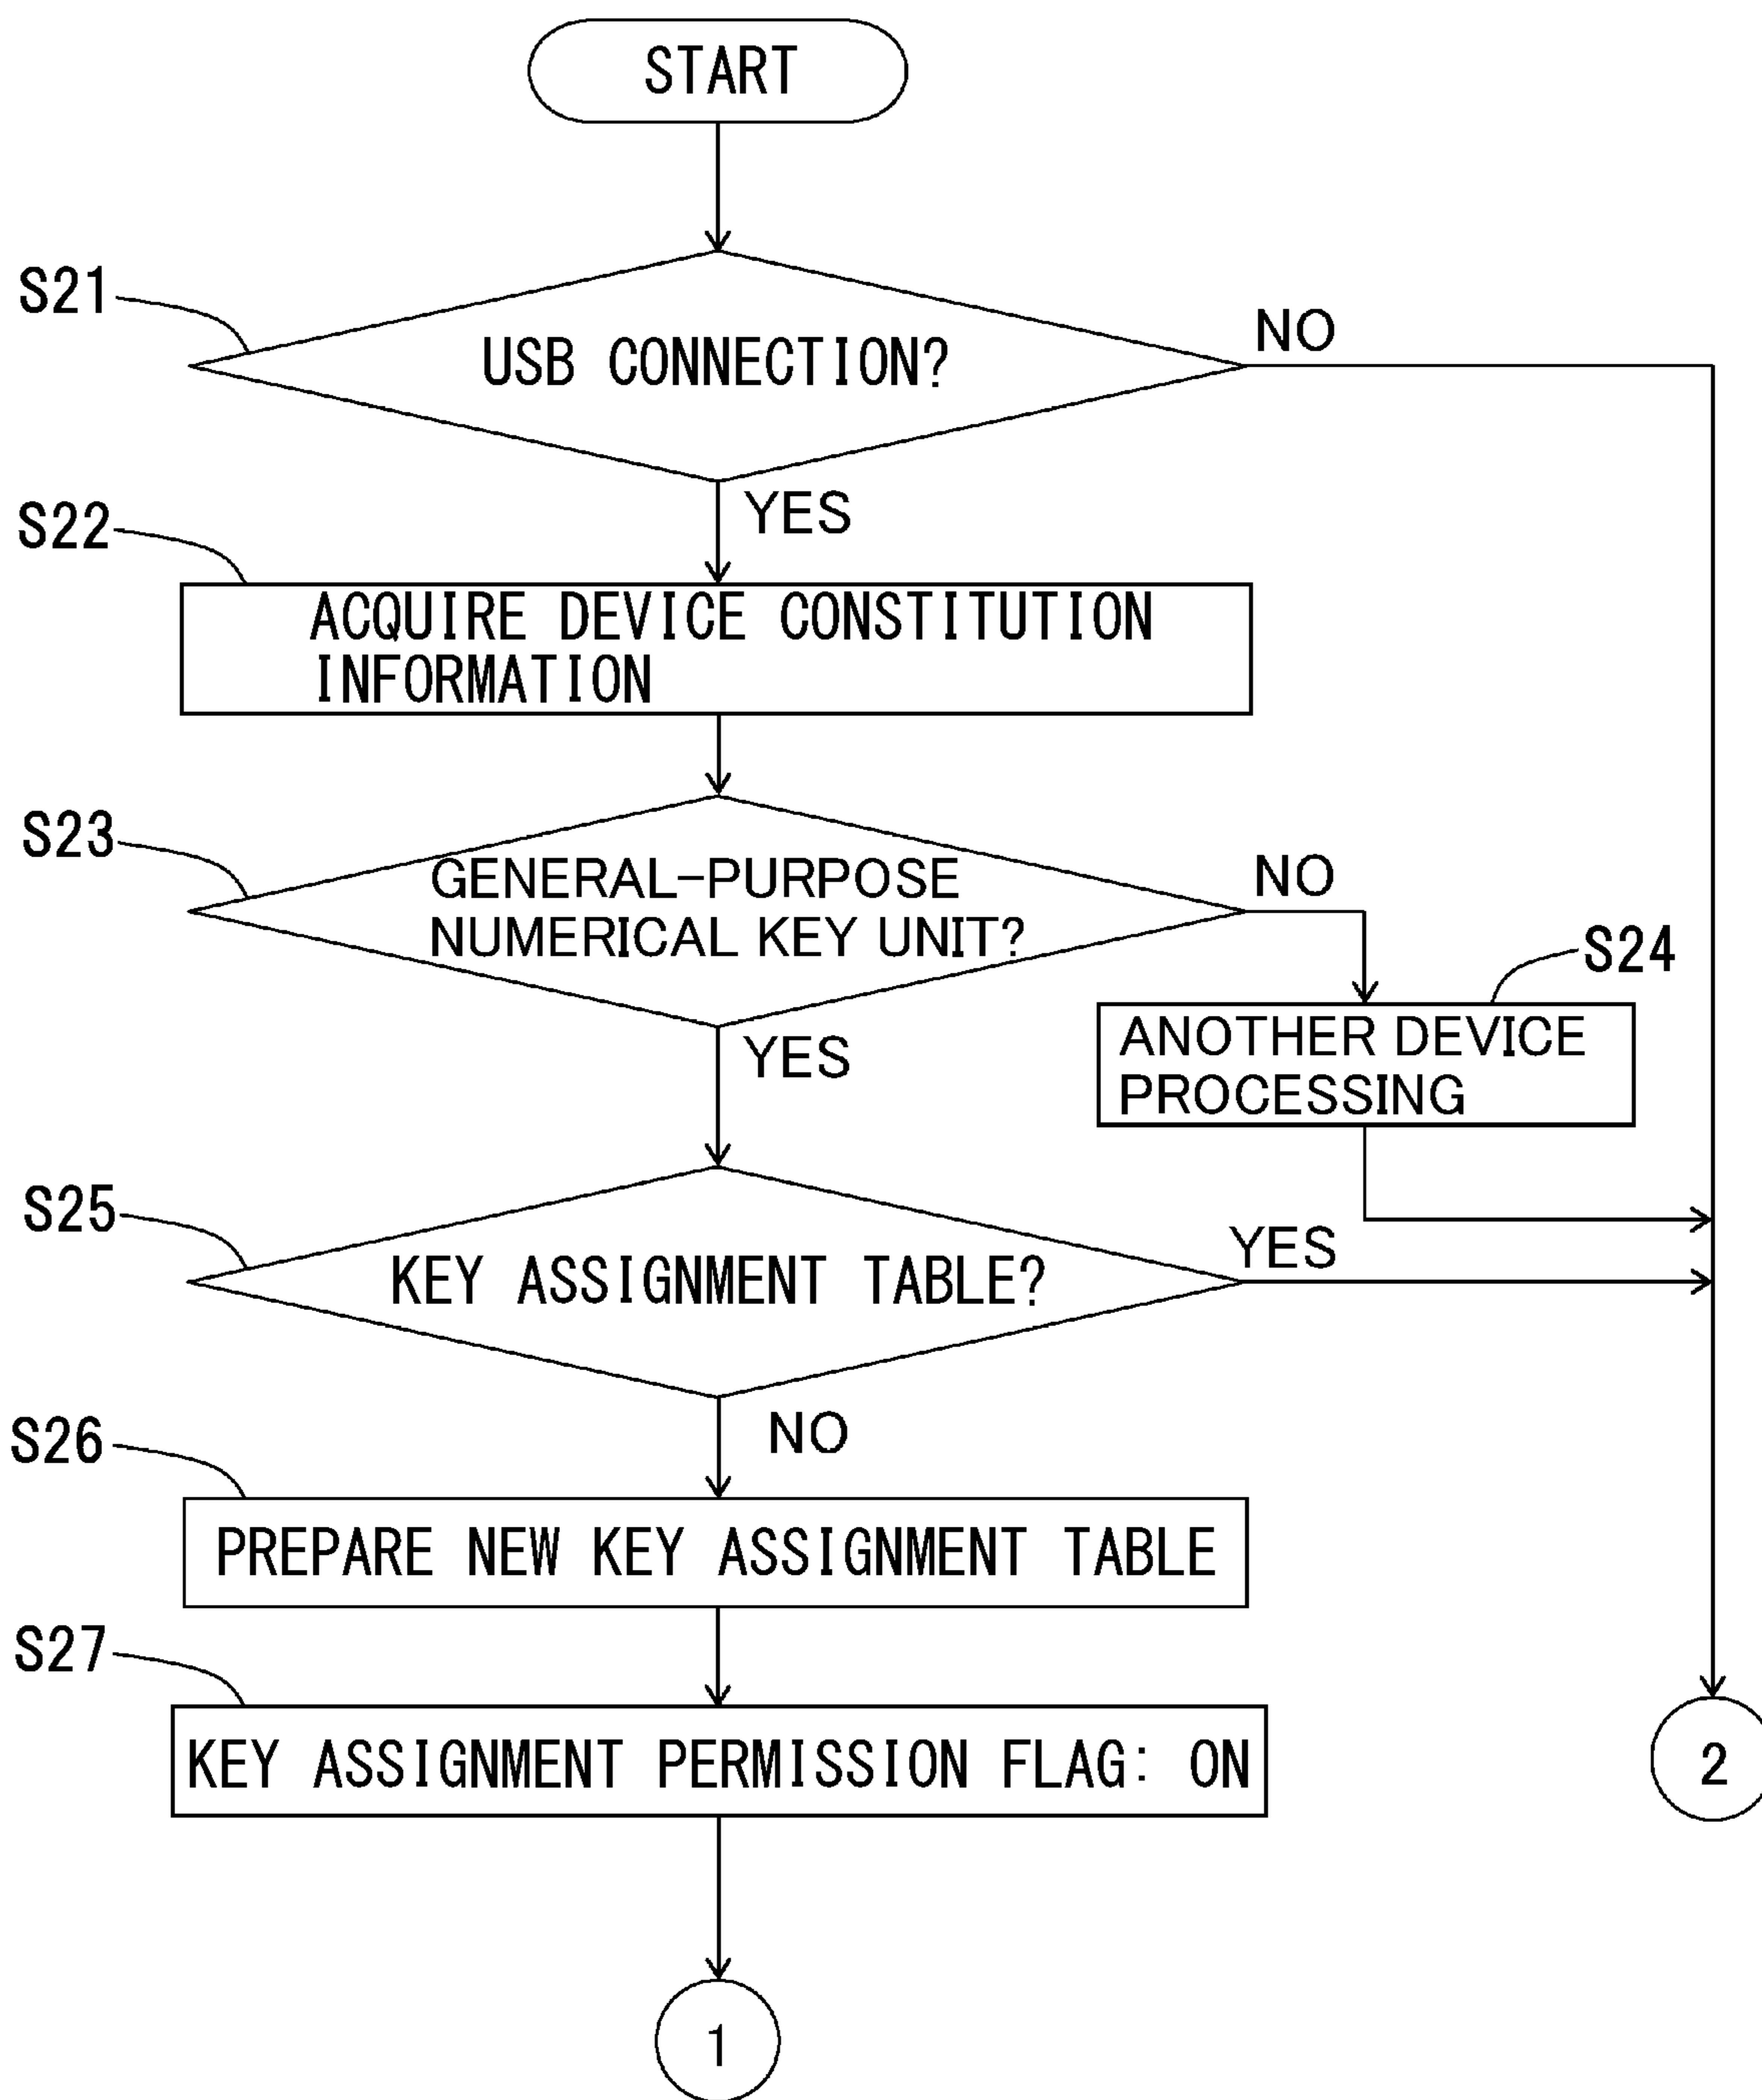 START
S21
USB CONNECTION?
NO
YES
S22
ACQUIRE DEVICE CONSTITUTION
INFORMATION
S23
GENERAL-PURPOSE
NUMERICAL KEY UNIT?
NO
S24
ANOTHER DEVICE
PROCESSING
YES
S25
KEY ASSIGNMENT TABLE?
YES
NO
S26
PREPARE NEW KEY ASSIGNMENT TABLE
S27
KEY ASSIGNMENT PERMISSION FLAG: ON
2
1